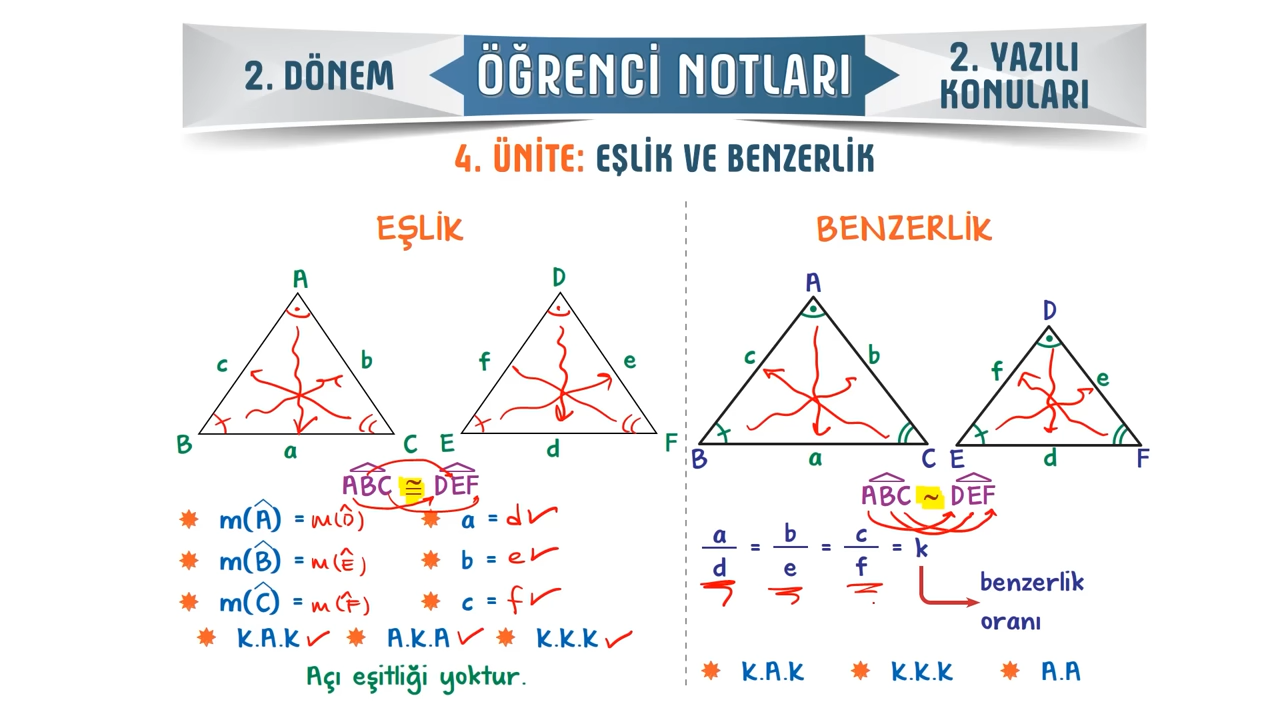 2. DÖNEM
ÖĞRENCİ NOTLARI
2. YAZILI
KONULARI
4. ÜNİTE: EŞLİK VE BENZERLİK
EŞLİK
A
c b
B a C
D
f e
E d F
ABC ≅ DEF
m(Â) = m(D̂) a = d
m(B̂) = m(Ê) b = e
m(Ĉ) = m(F̂) c = f
K.A.K A.K.A K.K.K
Açı eşitliği yoktur.
BENZERLİK
A
c b
B a C
D
f e
E d F
ABC ~ DEF
a/d = b/e = c/f = k
benzerlik
oranı
K.A.K K.K.K A.A